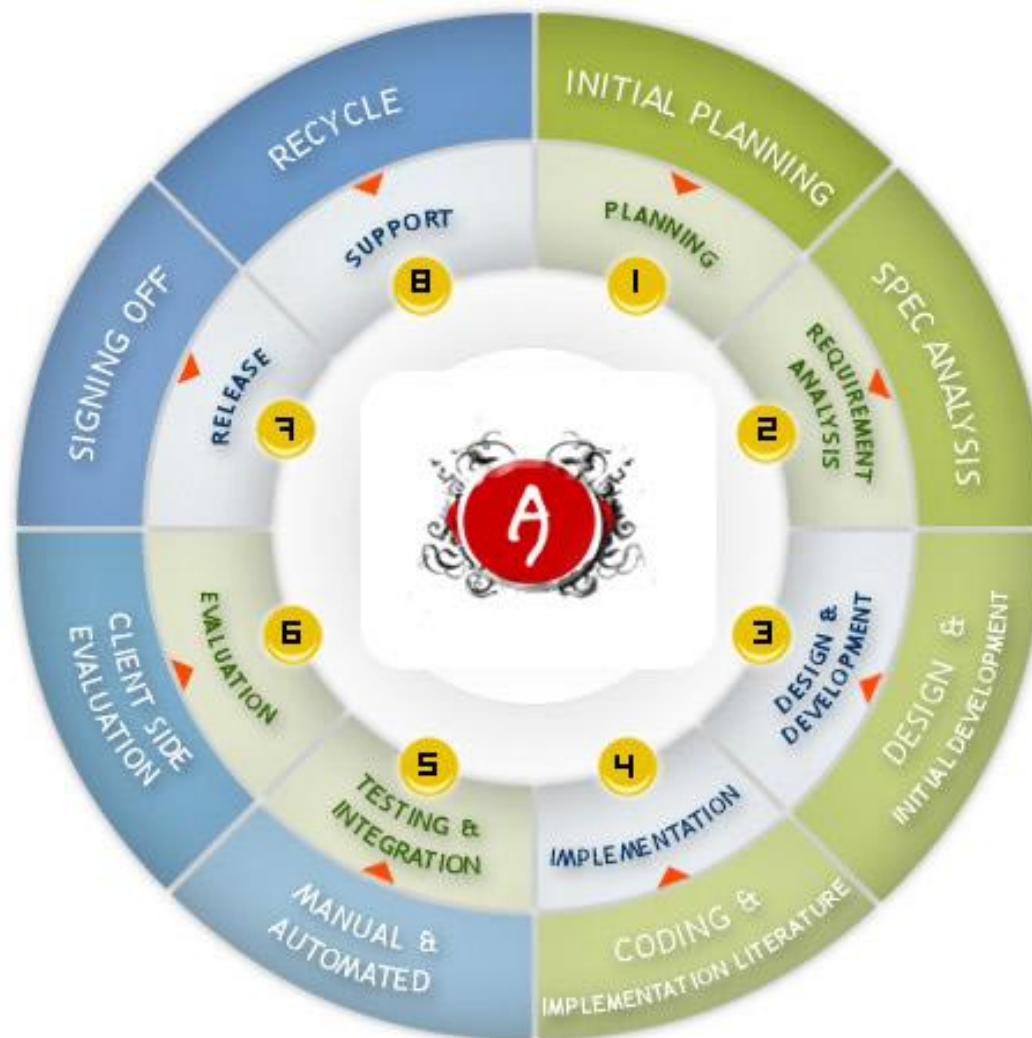 INITIAL PLANNING
PLANNING
1
SPEC ANALYSIS
REQUIREMENT
ANALYSIS
2
DESIGN &
INITIAL DEVELOPMENT
DESIGN &
DEVELOPMENT
3
CODING &
IMPLEMENTATION LITERATURE
IMPLEMENTATION
4
MANUAL &
AUTOMATED
TESTING &
INTEGRATION
5
CLIENT SIDE
EVALUATION
EVALUATION
6
SIGNING OFF
RELEASE
7
RECYCLE
SUPPORT
8
A